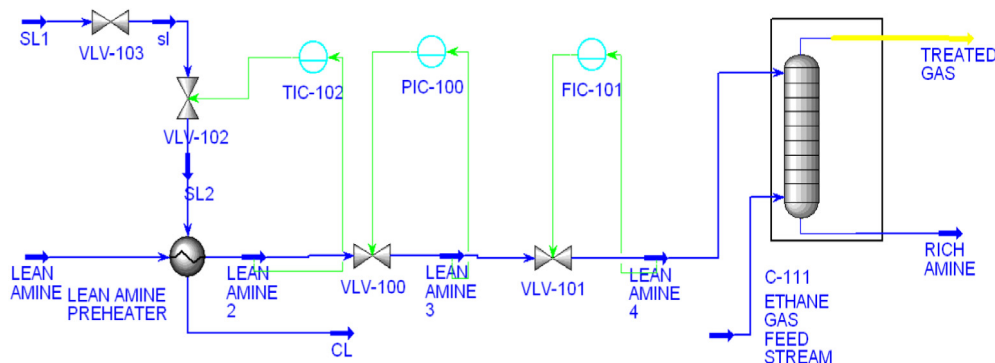 SL1
VLV-103
sl
VLV-102
SL2
TIC-102
PIC-100
FIC-101
TREATED
GAS
LEAN
AMINE
LEAN AMINE
PREHEATER
LEAN
AMINE
2
VLV-100
LEAN
AMINE
3
VLV-101
LEAN
AMINE
4
C-111
ETHANE
GAS
FEED
STREAM
RICH
AMINE
CL